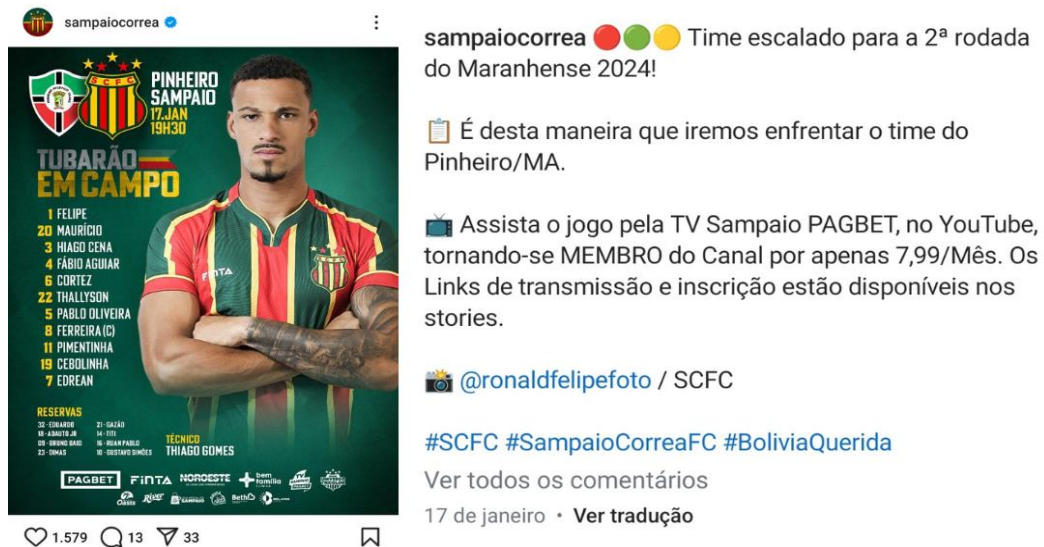 sampaiocorrea
SCFC
PINHEIRO
SAMPAIO
17.JAN
19H30
TUBARÃO
EM CAMPO
1 FELIPE
20 MAURÍCIO
3 HIAGO CENA
4 FÁBIO AGUIAR
6 CORTEZ
22 THALLYSON
5 PABLO OLIVEIRA
8 FERREIRA (C)
11 PIMENTINHA
19 CEBOLINHA
7 EDREAN
FINTA
RESERVAS
32 - EDUARDO
18 - ADAUTO JR
09 - BRUNO BAIO
23 - DIMAS
21 - GAZÃO
14 - TITI
16 - RUAN PABLO
10 - GUSTAVO SIMÕES
TÉCNICO
THIAGO GOMES
PAGBET FINTA NOROESTE bem família
Oasis River SAMPAIO BethÔ
1.579 13 33
sampaiocorrea 🔴🟢🟡 Time escalado para a 2ª rodada
do Maranhense 2024!
📋 É desta maneira que iremos enfrentar o time do
Pinheiro/MA.
📺 Assista o jogo pela TV Sampaio PAGBET, no YouTube,
tornando-se MEMBRO do Canal por apenas 7,99/Mês. Os
Links de transmissão e inscrição estão disponíveis nos
stories.
📸 @ronaldfelipefoto / SCFC
#SCFC #SampaioCorreaFC #BoliviaQuerida
Ver todos os comentários
17 de janeiro • Ver tradução